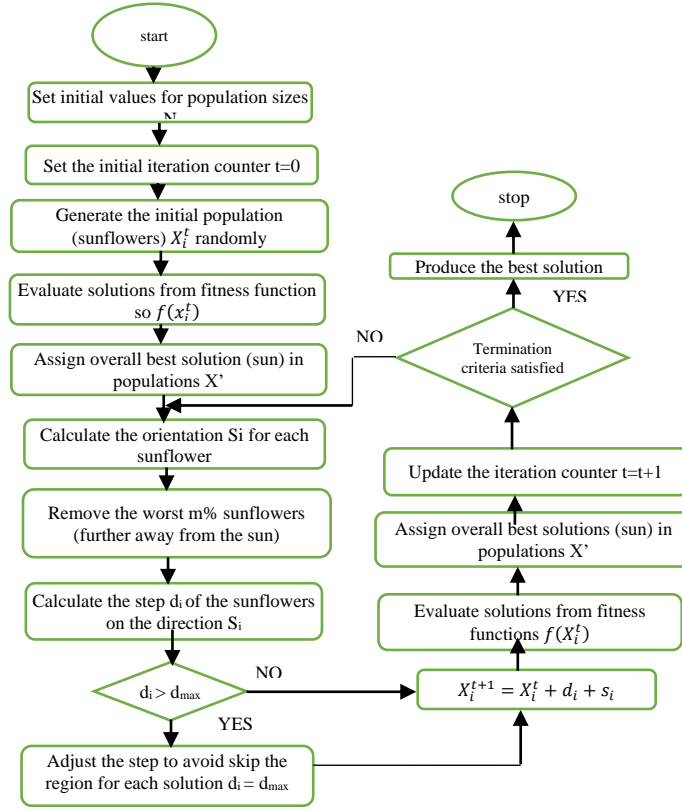 start
Set initial values for population sizes
N
Set the initial iteration counter t=0
Generate the initial population
(sunflowers) $X_i^t$ randomly
Evaluate solutions from fitness function
so $f(x_i^t)$
Assign overall best solution (sun) in
populations X’
Calculate the orientation Si for each
sunflower
Remove the worst m% sunflowers
(further away from the sun)
Calculate the step dᵢ of the sunflowers
on the direction Sᵢ
dᵢ > d_max
NO
YES
Adjust the step to avoid skip the
region for each solution dᵢ = d_max
$X_i^{t+1} = X_i^t + d_i + s_i$
Evaluate solutions from fitness
functions $f(X_i^t)$
Assign overall best solutions (sun) in
populations X’
Update the iteration counter t=t+1
Termination
criteria satisfied
NO
YES
Produce the best solution
stop